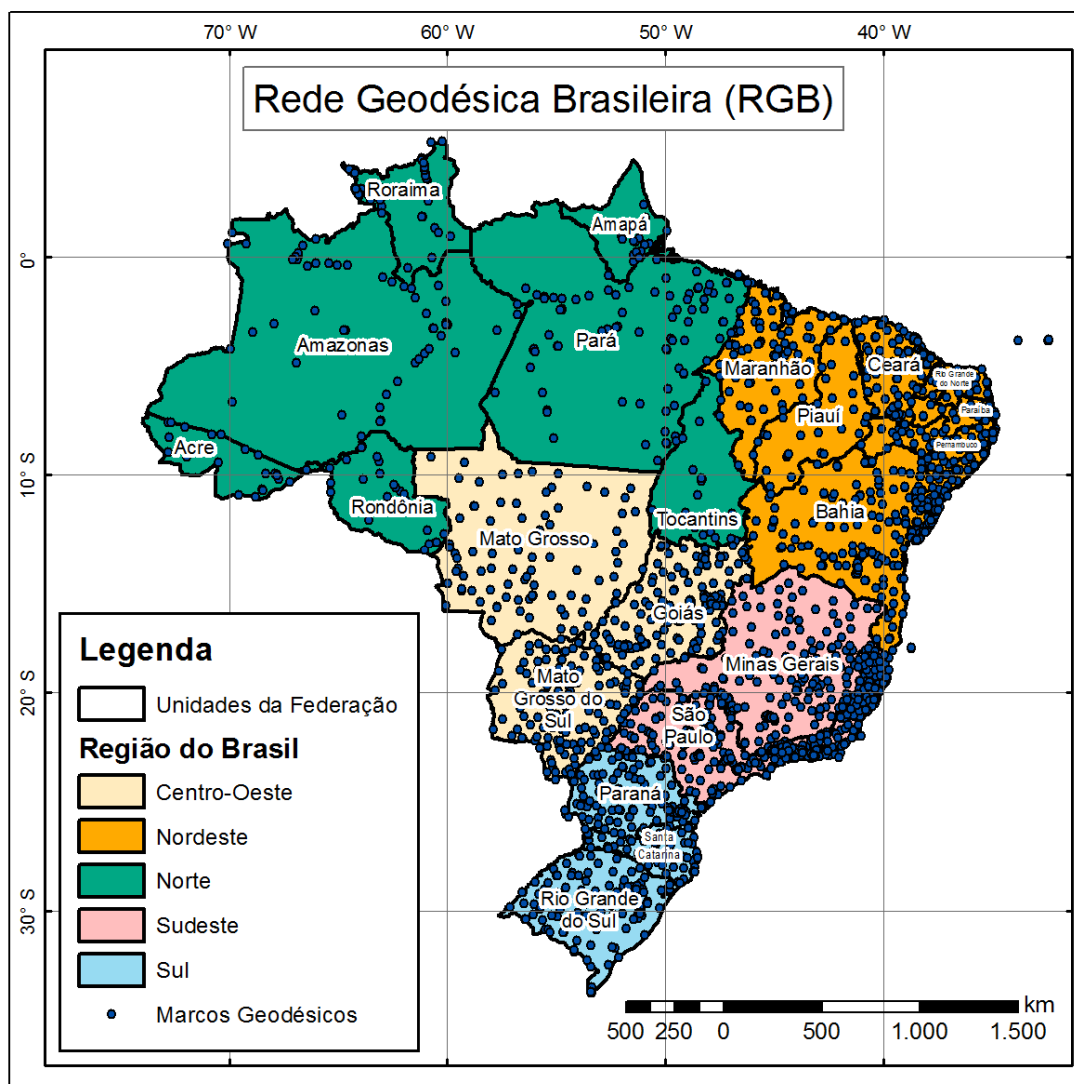 70° W 60° W 50° W 40° W
Rede Geodésica Brasileira (RGB)
Roraima
Amapá
0°
Amazonas
Pará
Maranhão
Ceará
Rio Grande
do Norte
Paraíba
Piauí
Pernambuco
Acre
10° S
Rondônia
Tocantins
Bahia
Mato Grosso
Goiás
Minas Gerais
Mato
Grosso do
Sul
20° S
São
Paulo
Paraná
Santa
Catarina
Rio Grande
do Sul
30° S
Legenda
Unidades da Federação
Região do Brasil
Centro-Oeste
Nordeste
Norte
Sudeste
Sul
Marcos Geodésicos
km
500 250 0 500 1.000 1.500